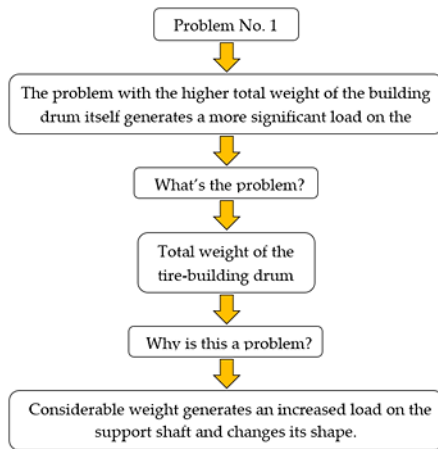 Problem No. 1
The problem with the higher total weight of the building
drum itself generates a more significant load on the
What's the problem?
Total weight of the
tire-building drum
Why is this a problem?
Considerable weight generates an increased load on the
support shaft and changes its shape.